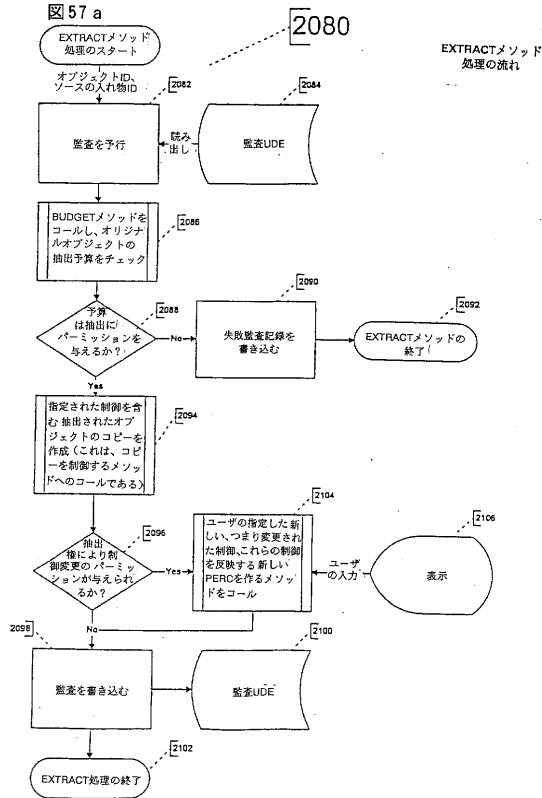 図57a
2080
EXTRACTメソッド
処理のスタート
EXTRACTメソッド
処理の流れ
オブジェクトID、
ソースの入れ物ID
2082
2084
監査を予行
読み
出し
監査UDE
BUDGETメソッドを
コールし、オリジナ
ルオブジェクトの
抽出予算をチェック
2086
2088
予算
は抽出に
パーミッションを
与えるか?
No
2090
失敗監査記録を
書き込む
2092
EXTRACTメソッドの
終了
Yes
2094
指定された制御を含
む抽出されたオブ
ジェクトのコピーを
作成(これは、コピ
ーを制御するメソッ
ドへのコールである)
2096
抽出
権により制
御変更のパーミッ
ションが与えられ
るか?
Yes
2104
ユーザの指定した新
しい、つまり変更され
た制御、これらの制御
を反映する新しい
PERCを作るメソッ
ドをコール
ユーザ
の入力
2106
表示
No
2098
監査を書き込む
2100
監査UDE
2102
EXTRACT処理の終了